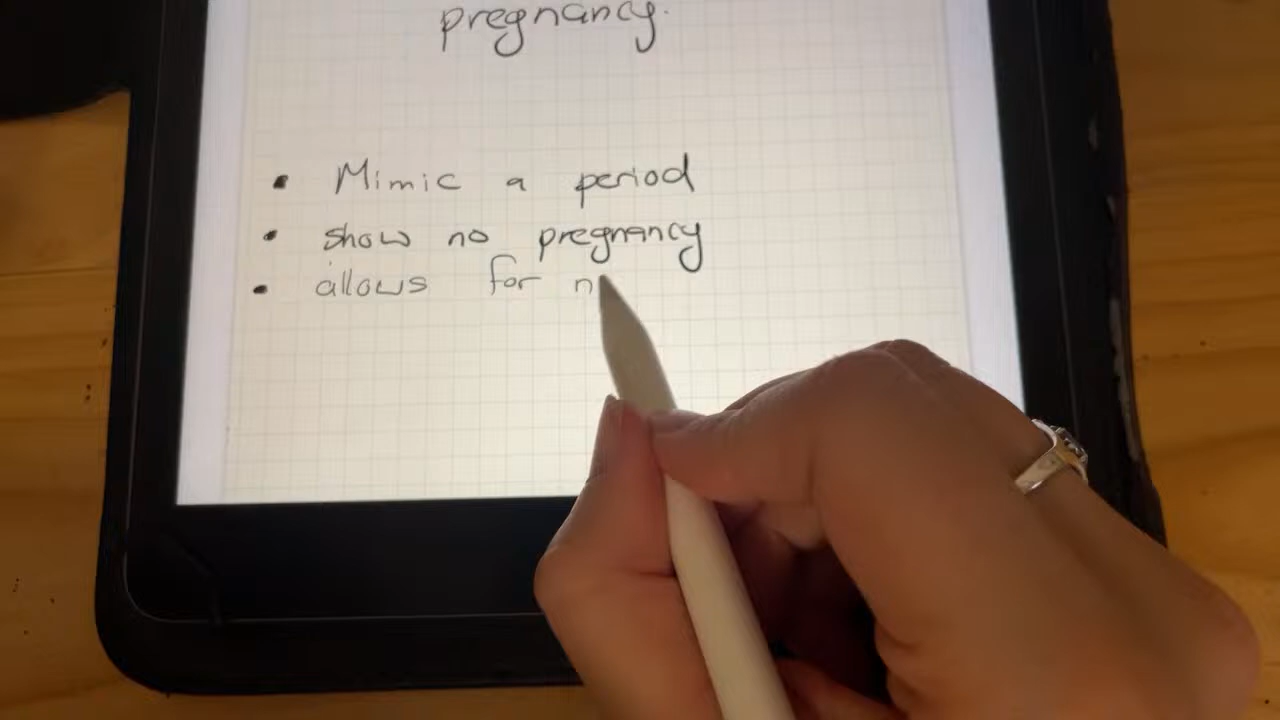 pregnancy.
• Mimic a period
• show no pregnancy
• allows for n